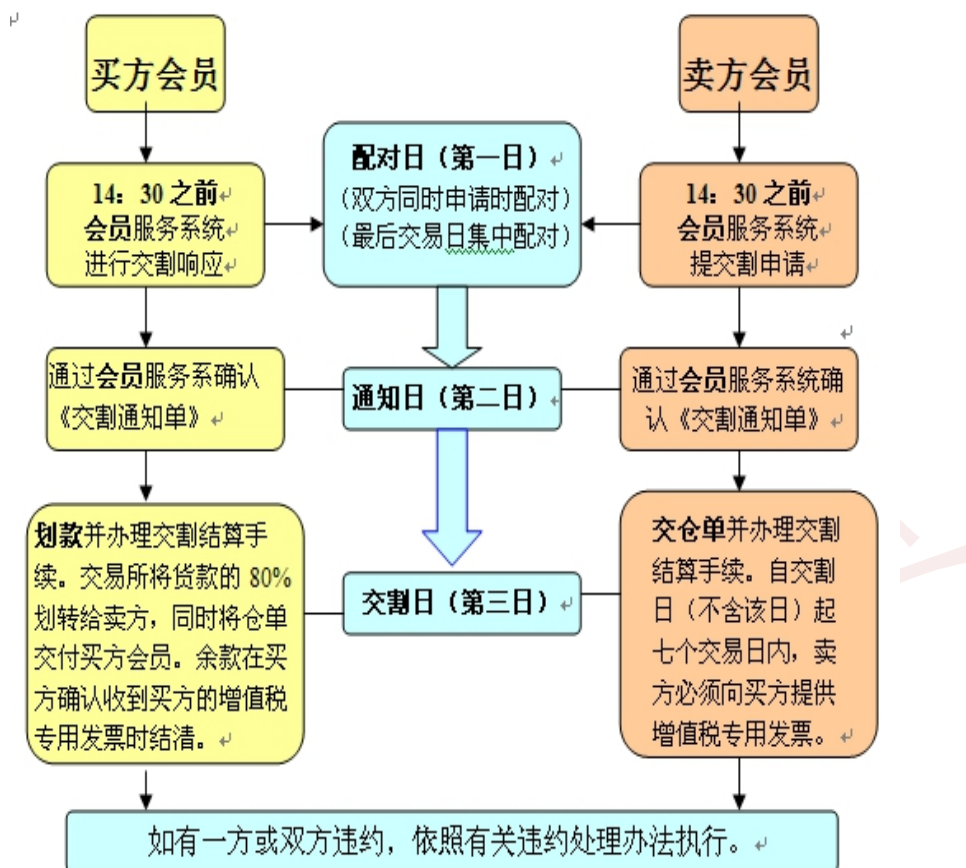 买方会员
卖方会员
配对日（第一日）
（双方同时申请时配对）
（最后交易日集中配对）
14：30 之前
会员服务系统
进行交割响应
14：30 之前
会员服务系统
提交割申请
通过会员服务系确认
《交割通知单》
通知日（第二日）
通过会员服务系统确
认《交割通知单》
划款并办理交割结算手
续。交易所将货款的 80%
划转给卖方，同时将仓单
交付买方会员。余款在买
方确认收到买方的增值税
专用发票时结清。
交割日（第三日）
交仓单并办理交割
结算手续。自交割
日（不含该日）起
七个交易日内，卖
方必须向买方提供
增值税专用发票。
如有一方或双方违约，依照有关违约处理办法执行。